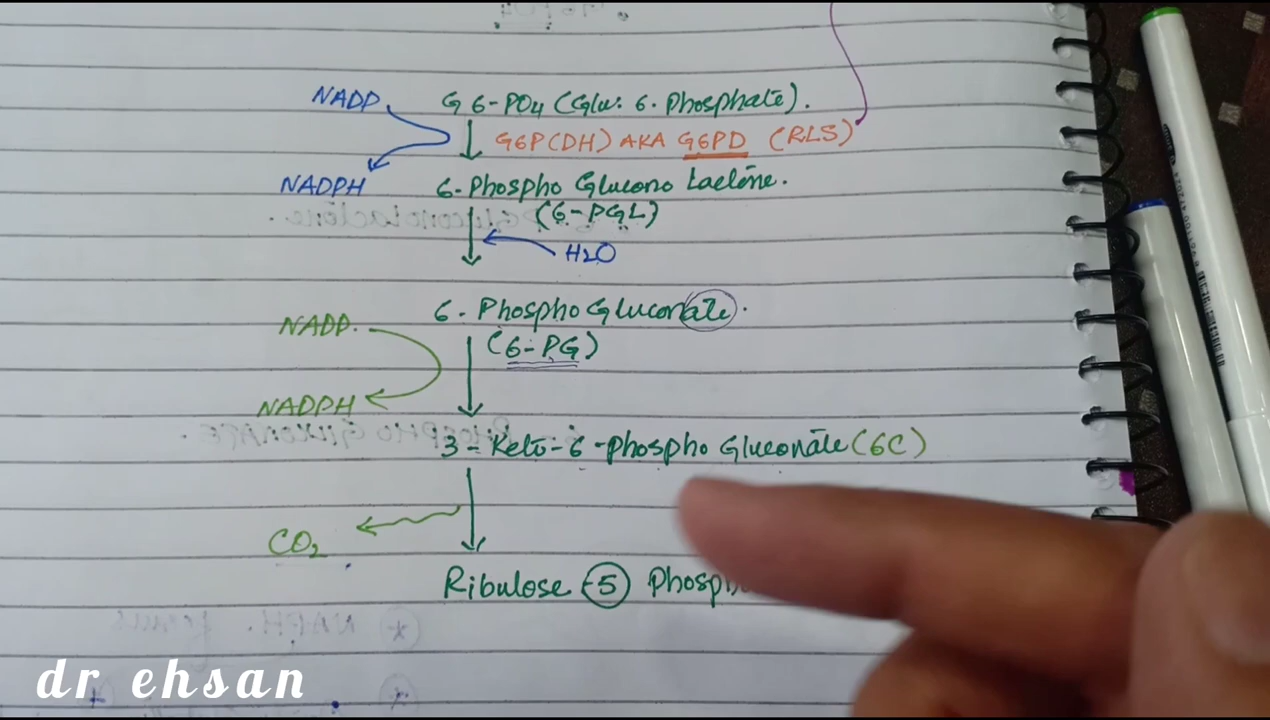 NADP
G 6-PO4 (Glu. 6. Phosphate).
G6P(DH) AKA G6PD (RLS)
NADPH
6-Phospho Glucono Lactone.
(6-PGL)
H2O
6. Phospho Gluconate.
NADP.
(6-PG)
NADPH
3-Keto-6-phospho Gluconate (6C)
CO2
Ribulose-5 Phosph
dr ehsan